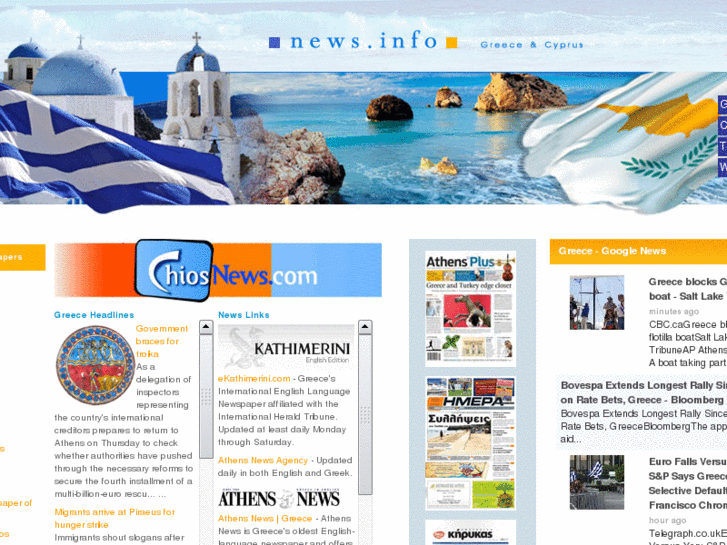 news.info
Greece & Cyprus
G
C
T
W
apers
ChiosNews.com
Greece Headlines
Government
braces for
troika
As a
delegation of
inspectors
representing
the country's international
creditors prepares to return to
Athens on Thursday to check
whether authorities have pushed
through the necessary reforms to
secure the fourth installment of a
multi-billion-euro rescu... ...
Migrants arrive at Piraeus for
hunger strike
Immigrants shout slogans after
s
paper of
os
News Links
KATHIMERINI
English Edition
eKathimerini.com - Greece's
International English Language
Newspaper affiliated with the
International Herald Tribune.
Updated at least daily Monday
through Saturday.
Athens News Agency - Updated
daily in both English and Greek.
ATHENS NEWS
Athens News | Greece - Athens
News is Greece's oldest English-
language newspaper and offers
Athens Plus
Greece and Turkey edge closer
ΗΜΕΡΑ
Συλλήψεις
κήρυκας
Greece - Google News
Greece blocks G
boat - Salt Lake
minutes ago
CBC.caGreece bl
flotilla boatSalt Lak
TribuneAP Athens
A boat taking part
Bovespa Extends Longest Rally Sinc
on Rate Bets, Greece - Bloomberg
Bovespa Extends Longest Rally Since
Rate Bets, GreeceBloombergThe app
aid...
Euro Falls Versu
S&P Says Greec
Selective Default
Francisco Chron
hour ago
Telegraph.co.ukE